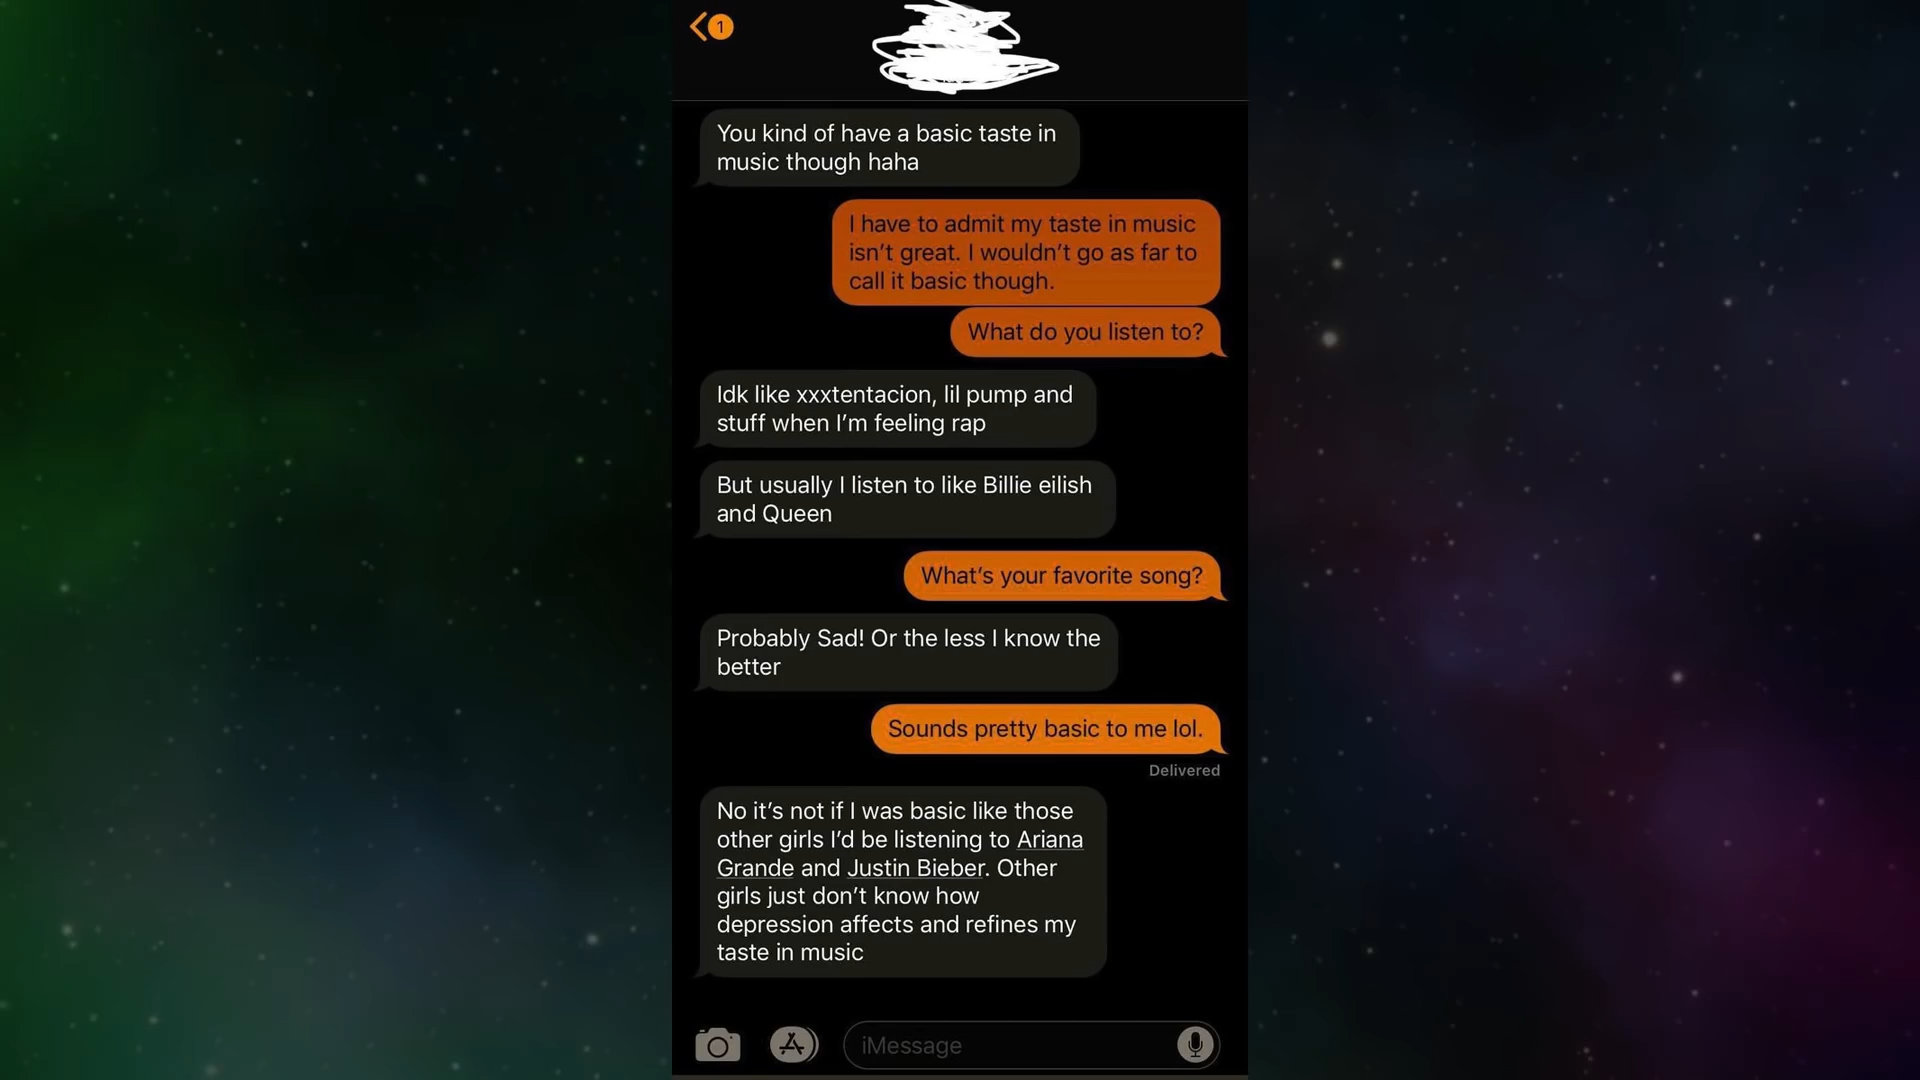 1
You kind of have a basic taste in
music though haha
I have to admit my taste in music
isn't great. I wouldn't go as far to
call it basic though.
What do you listen to?
Idk like xxxtentacion, lil pump and
stuff when I'm feeling rap
But usually I listen to like Billie eilish
and Queen
What's your favorite song?
Probably Sad! Or the less I know the
better
Sounds pretty basic to me lol.
Delivered
No it's not if I was basic like those
other girls I'd be listening to Ariana
Grande and Justin Bieber. Other
girls just don't know how
depression affects and refines my
taste in music
iMessage